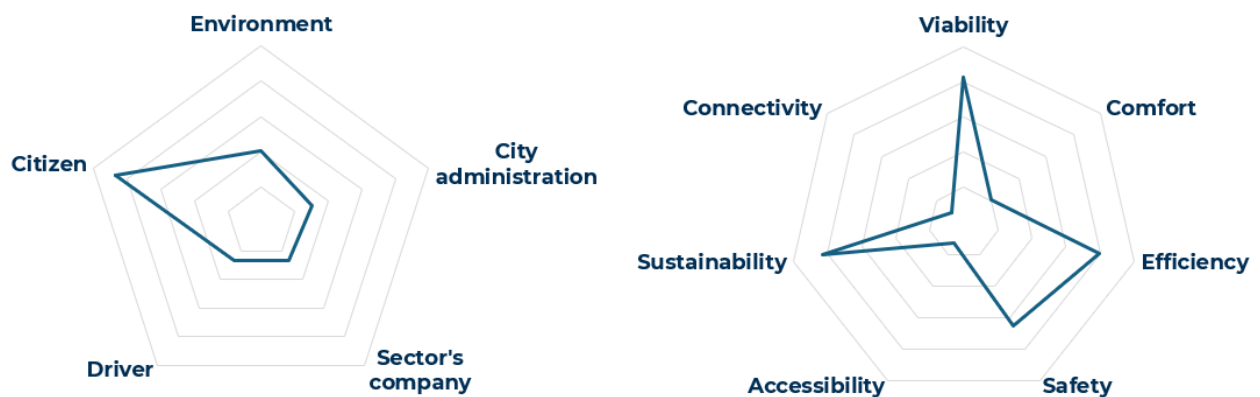 Environment
City
administration
Citizen
Driver
Sector's
company
Viability
Connectivity
Comfort
Sustainability
Efficiency
Accessibility
Safety